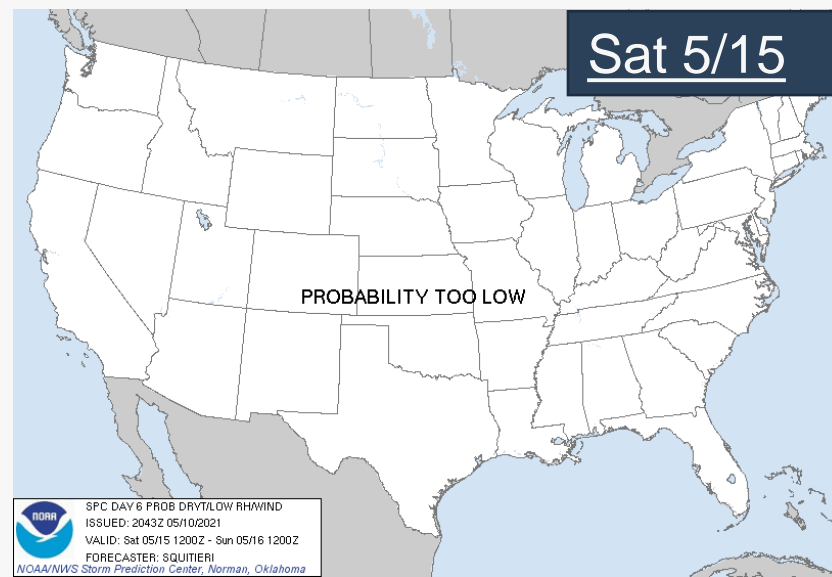 Sat 5/15
PROBABILITY TOO LOW
NOAA
SPC DAY 6 PROB DRYT/LOW RH/WIND
ISSUED: 2043Z 05/10/2021
VALID: Sat 05/15 1200Z - Sun 05/16 1200Z
FORECASTER: SQUITIERI
NOAA/NWS Storm Prediction Center, Norman, Oklahoma